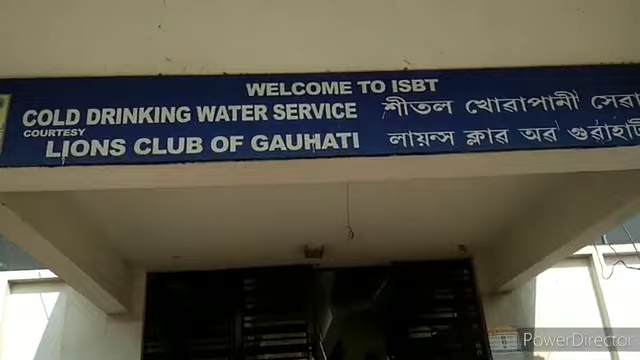 WELCOME TO ISBT
COLD DRINKING WATER SERVICE শীতল খোৱাপানী সেৱা
COURTESY
LIONS CLUB OF GAUHATI লায়ন্স ক্লাৱ অৱ গুৱাহাটি
PowerDirector